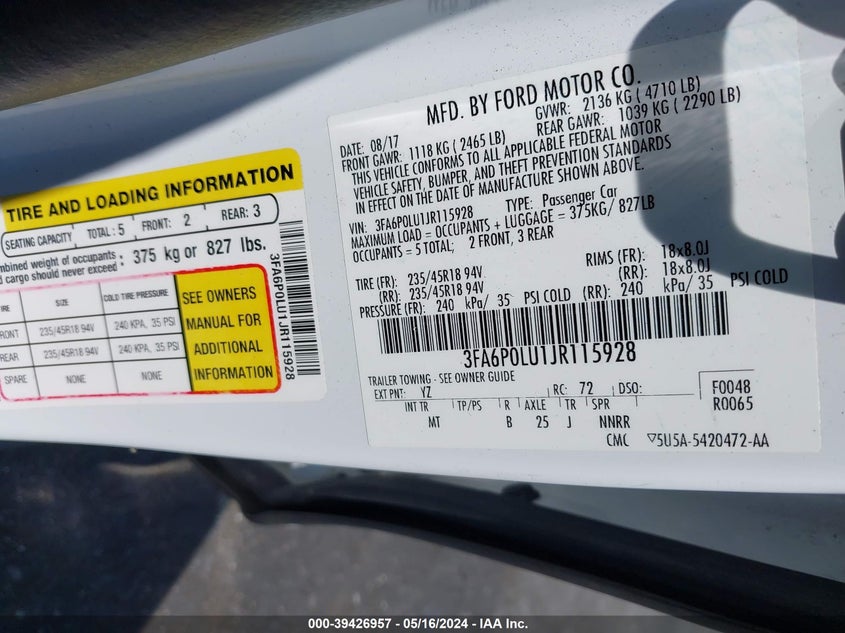 TIRE AND LOADING INFORMATION
SEATING CAPACITY TOTAL: 5 FRONT: 2 REAR: 3
mbined weight of occupants
d cargo should never exceed : 375 kg or 827 lbs.
IRE SIZE COLD TIRE PRESSURE
RONT 235/45R18 94V 240 KPA, 35 PSI
REAR 235/45R18 94V 240 KPA, 35 PSI
SPARE NONE NONE
SEE OWNERS
MANUAL FOR
ADDITIONAL
INFORMATION
3FA6P0LU1JR115928
MFD. BY FORD MOTOR CO.
DATE: 08/17 GVWR: 2136 KG ( 4710 LB)
FRONT GAWR: 1118 KG ( 2465 LB) REAR GAWR: 1039 KG ( 2290 LB)
THIS VEHICLE CONFORMS TO ALL APPLICABLE FEDERAL MOTOR
VEHICLE SAFETY, BUMPER, AND THEFT PREVENTION STANDARDS
IN EFFECT ON THE DATE OF MANUFACTURE SHOWN ABOVE.
VIN: 3FA6P0LU1JR115928 TYPE: Passenger Car
MAXIMUM LOAD = OCCUPANTS + LUGGAGE = 375KG/ 827LB
OCCUPANTS = 5 TOTAL; 2 FRONT, 3 REAR
TIRE (FR): 235/45R18 94V RIMS (FR): 18x8.0J
(RR): 235/45R18 94V (RR): 18x8.0J
PRESSURE (FR): 240 kPa/ 35 PSI COLD (RR): 240 kPa/ 35 PSI COLD
3FA6P0LU1JR115928
TRAILER TOWING - SEE OWNER GUIDE
EXT PNT: YZ RC: 72 DSO: F0048
INT TR TP/PS R AXLE TR SPR R0065
MT B 25 J NNRR
CMC ▽5U5A-5420472-AA
000-39426957 - 05/16/2024 - IAA Inc.